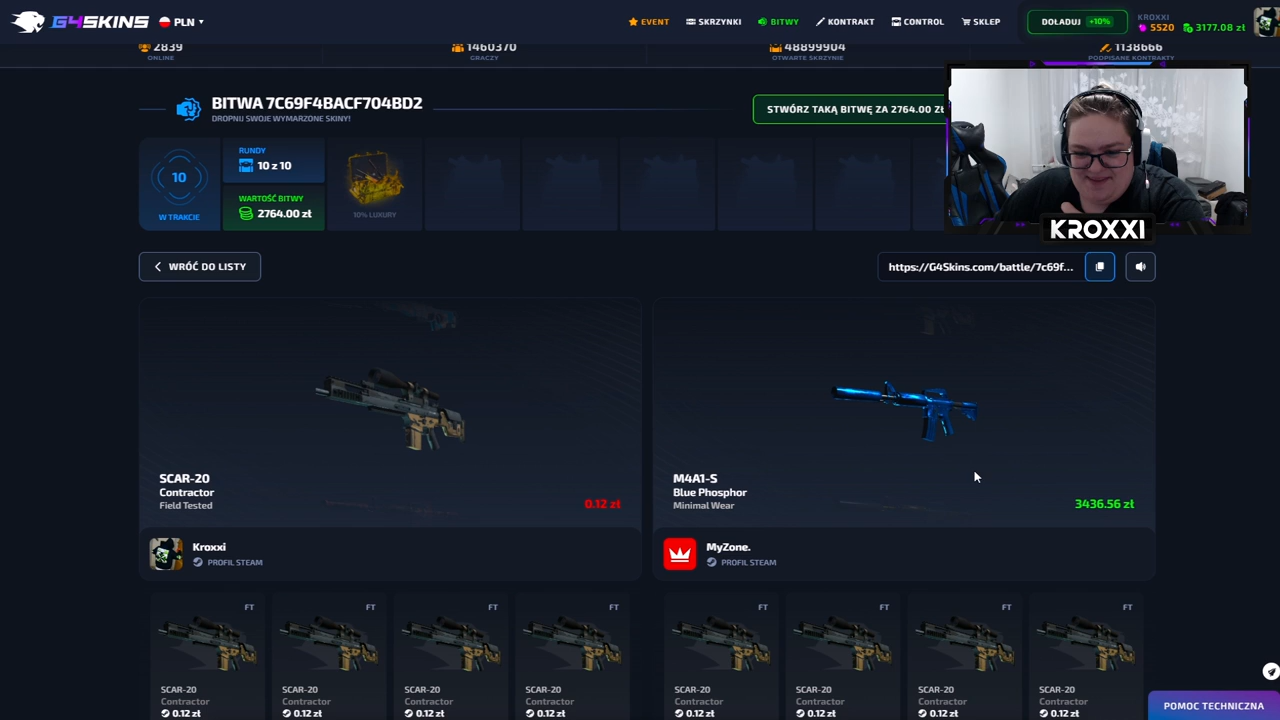 G4SKINS
PLN
EVENT
SKRZYNKI
BITWY
KONTRAKT
CONTROL
SKLEP
DOŁADUJ +10%
KROXXI
5520
3177.08 zł
2839
ONLINE
1460370
GRACZY
48899904
OTWARTE SKRZYNIE
1138666
PODPISANE KONTRAKTY
BITWA 7C69F4BACF704BD2
DROPNIJ SWOJE WYMARZONE SKINY!
STWÓRZ TAKĄ BITWĘ ZA 2764.00 ZŁ
10
W TRAKCIE
RUNDY
10 z 10
WARTOŚĆ BITWY
2764.00 zł
10% LUXURY
KROXXI
WRÓĆ DO LISTY
https://G4Skins.com/battle/7c69f...
SCAR-20
Contractor
Field Tested
0.12 zł
Kroxxi
PROFIL STEAM
M4A1-S
Blue Phosphor
Minimal Wear
3436.56 zł
MyZone.
PROFIL STEAM
FT
SCAR-20
Contractor
0.12 zł
FT
SCAR-20
Contractor
0.12 zł
FT
SCAR-20
Contractor
0.12 zł
FT
SCAR-20
Contractor
0.12 zł
FT
SCAR-20
Contractor
0.12 zł
FT
SCAR-20
Contractor
0.12 zł
FT
SCAR-20
Contractor
0.12 zł
FT
SCAR-20
Contractor
0.12 zł
POMOC TECHNICZNA